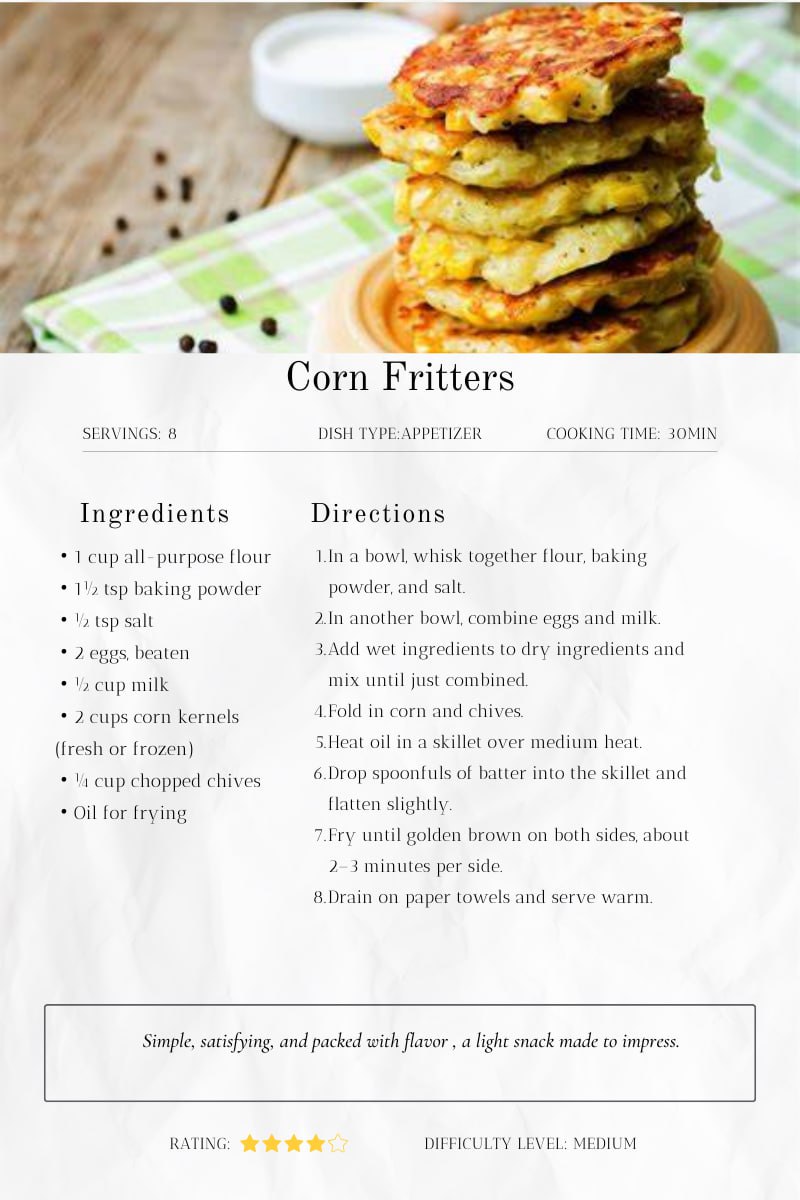 Corn Fritters
SERVINGS: 8
DISH TYPE:APPETIZER
COOKING TIME: 30MIN
Ingredients
• 1 cup all-purpose flour
• 1½ tsp baking powder
• ½ tsp salt
• 2 eggs, beaten
• ½ cup milk
• 2 cups corn kernels
(fresh or frozen)
• ¼ cup chopped chives
• Oil for frying
Directions
1.In a bowl, whisk together flour, baking
powder, and salt.
2.In another bowl, combine eggs and milk.
3.Add wet ingredients to dry ingredients and
mix until just combined.
4.Fold in corn and chives.
5.Heat oil in a skillet over medium heat.
6.Drop spoonfuls of batter into the skillet and
flatten slightly.
7.Fry until golden brown on both sides, about
2–3 minutes per side.
8.Drain on paper towels and serve warm.
Simple, satisfying, and packed with flavor , a light snack made to impress.
RATING:
DIFFICULTY LEVEL: MEDIUM